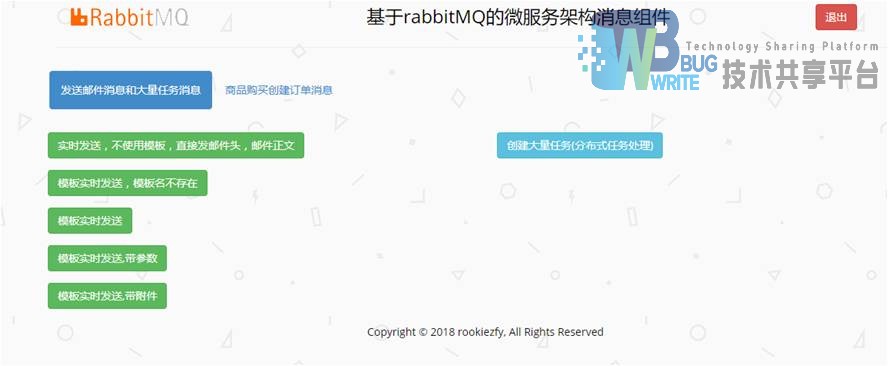 RabbitMQ
基于rabbitMQ的微服务架构消息组件
退出
Technology Sharing Platform
WB BUG WRITE 技术共享平台
发送邮件消息和大量任务消息
商品购买创建订单消息
实时发送，不使用模板，直接发邮件头，邮件正文
创建大量任务(分布式任务处理)
模板实时发送，模板名不存在
模板实时发送
模板实时发送,带参数
模板实时发送,带附件
Copyright © 2018 rookiezfy, All Rights Reserved